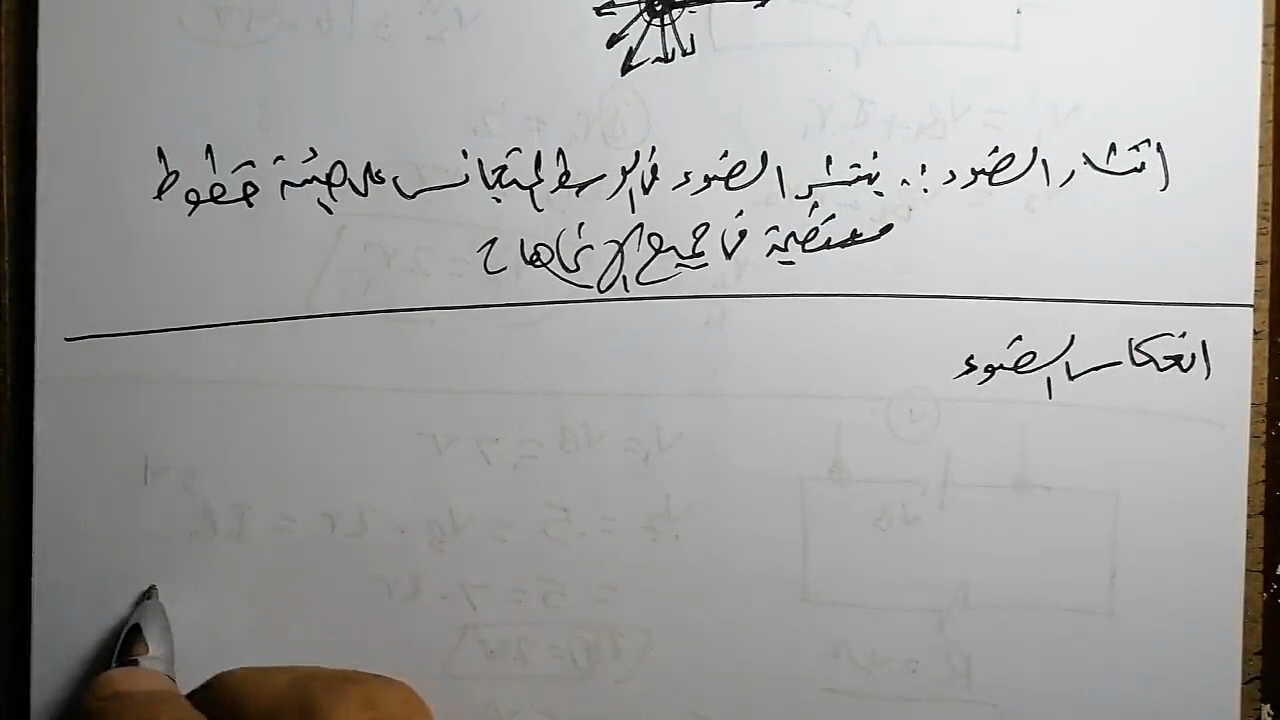 انتشار الضوء :. ينتشر الضوء في الوسط المتجانس على هيئة خطوط
مستقيمة في جميع الاتجاهات
انعكاس الضوء